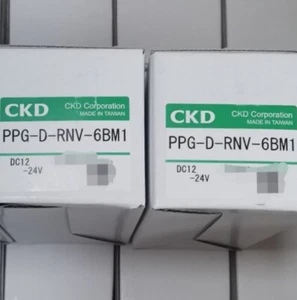 CKD
CKD Corporation
MADE IN TAIWAN
PPG-D-RNV-6BM1
DC12
-24V
CKD
CKD Corporation
MADE IN TAIWAN
PPG-D-RNV-6BM1
DC12
-24V